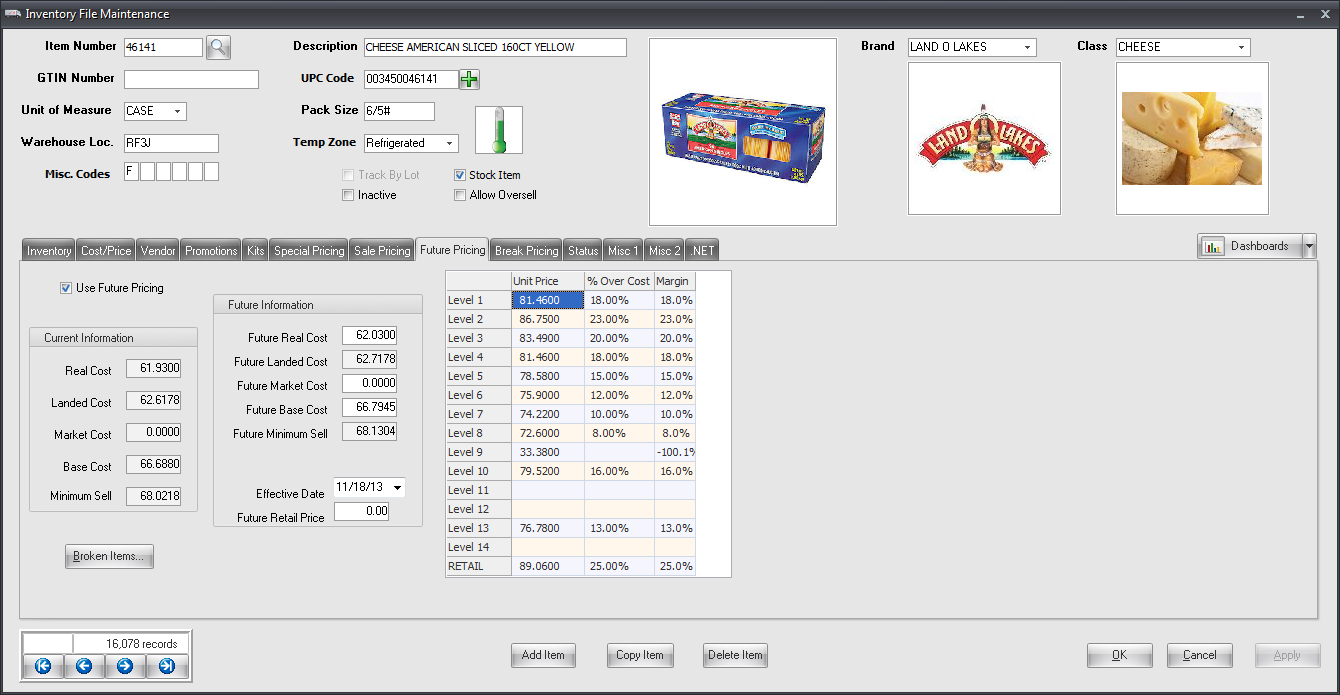 Inventory File Maintenance
Item Number 46141
Description CHEESE AMERICAN SLICED 160CT YELLOW
Brand LAND O LAKES
Class CHEESE
GTIN Number
UPC Code 003450046141
Unit of Measure CASE
Pack Size 6/5#
Warehouse Loc. RF3J
Temp Zone Refrigerated
Misc. Codes F
Track By Lot
Stock Item
Inactive
Allow Oversell
LAND O LAKES
Inventory Cost/Price Vendor Promotions Kits Special Pricing Sale Pricing Future Pricing Break Pricing Status Misc 1 Misc 2 .NET
Dashboards
Use Future Pricing
Current Information
Real Cost 61.9300
Landed Cost 62.6178
Market Cost 0.0000
Base Cost 66.6880
Minimum Sell 68.0218
Broken Items...
Future Information
Future Real Cost 62.0300
Future Landed Cost 62.7178
Future Market Cost 0.0000
Future Base Cost 66.7945
Future Minimum Sell 68.1304
Effective Date 11/18/13
Future Retail Price 0.00
Unit Price % Over Cost Margin
Level 1 81.4600 18.00% 18.0%
Level 2 86.7500 23.00% 23.0%
Level 3 83.4900 20.00% 20.0%
Level 4 81.4600 18.00% 18.0%
Level 5 78.5800 15.00% 15.0%
Level 6 75.9000 12.00% 12.0%
Level 7 74.2200 10.00% 10.0%
Level 8 72.6000 8.00% 8.0%
Level 9 33.3800 -100.1%
Level 10 79.5200 16.00% 16.0%
Level 11
Level 12
Level 13 76.7800 13.00% 13.0%
Level 14
RETAIL 89.0600 25.00% 25.0%
16,078 records
Add Item Copy Item Delete Item
OK Cancel Apply